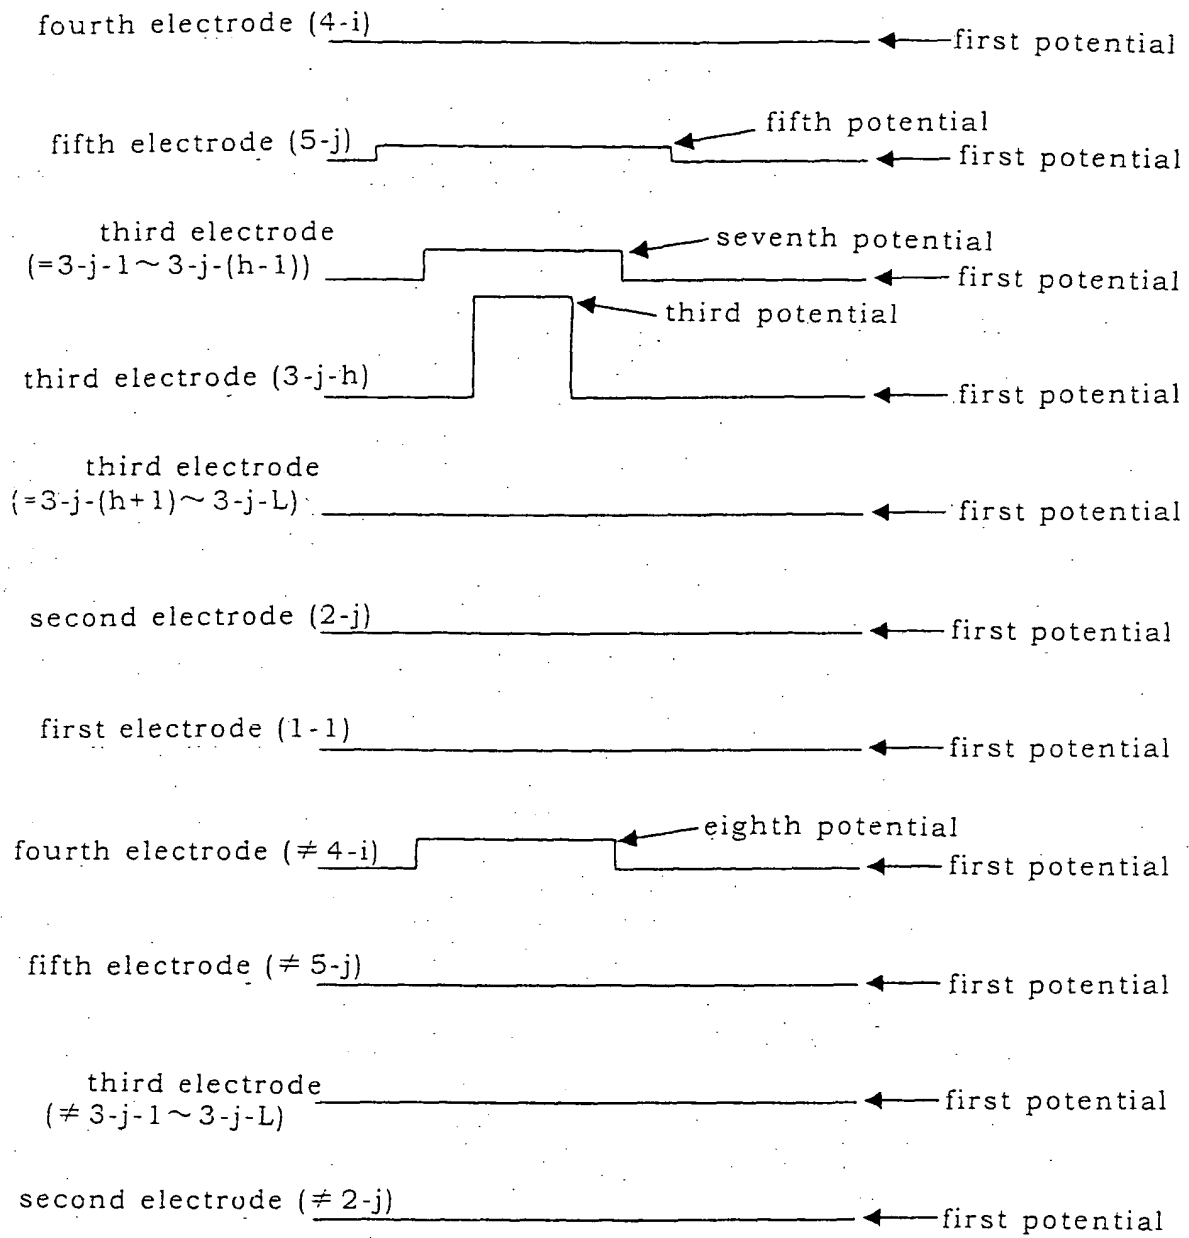 fourth electrode (4-i)
first potential
fifth potential
fifth electrode (5-j)
first potential
third electrode
(=3-j-1~3-j-(h-1))
seventh potential
first potential
third potential
third electrode (3-j-h)
first potential
third electrode
(=3-j-(h+1)~3-j-L)
first potential
second electrode (2-j)
first potential
first electrode (1-1)
first potential
eighth potential
fourth electrode (≠4-i)
first potential
fifth electrode (≠5-j)
first potential
third electrode
(≠3-j-1~3-j-L)
first potential
second electrode (≠2-j)
first potential